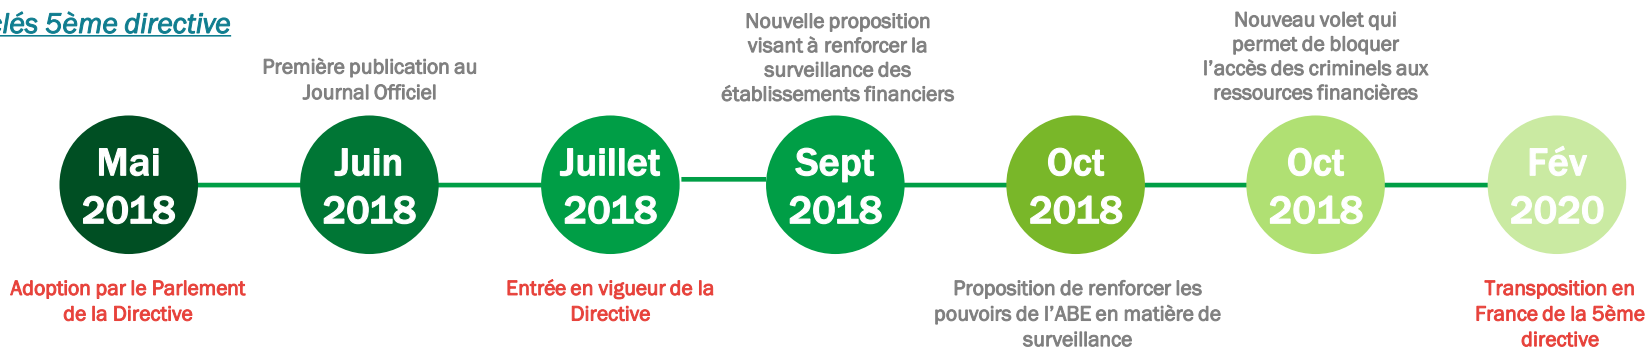 clés 5ème directive
Première publication au
Journal Officiel
Nouvelle proposition
visant à renforcer la
surveillance des
établissements financiers
Nouveau volet qui
permet de bloquer
l'accès des criminels aux
ressources financières
Mai
2018
Juin
2018
Juillet
2018
Sept
2018
Oct
2018
Oct
2018
Fév
2020
Adoption par le Parlement
de la Directive
Entrée en vigueur de la
Directive
Proposition de renforcer les
pouvoirs de l'ABE en matière de
surveillance
Transposition en
France de la 5ème
directive